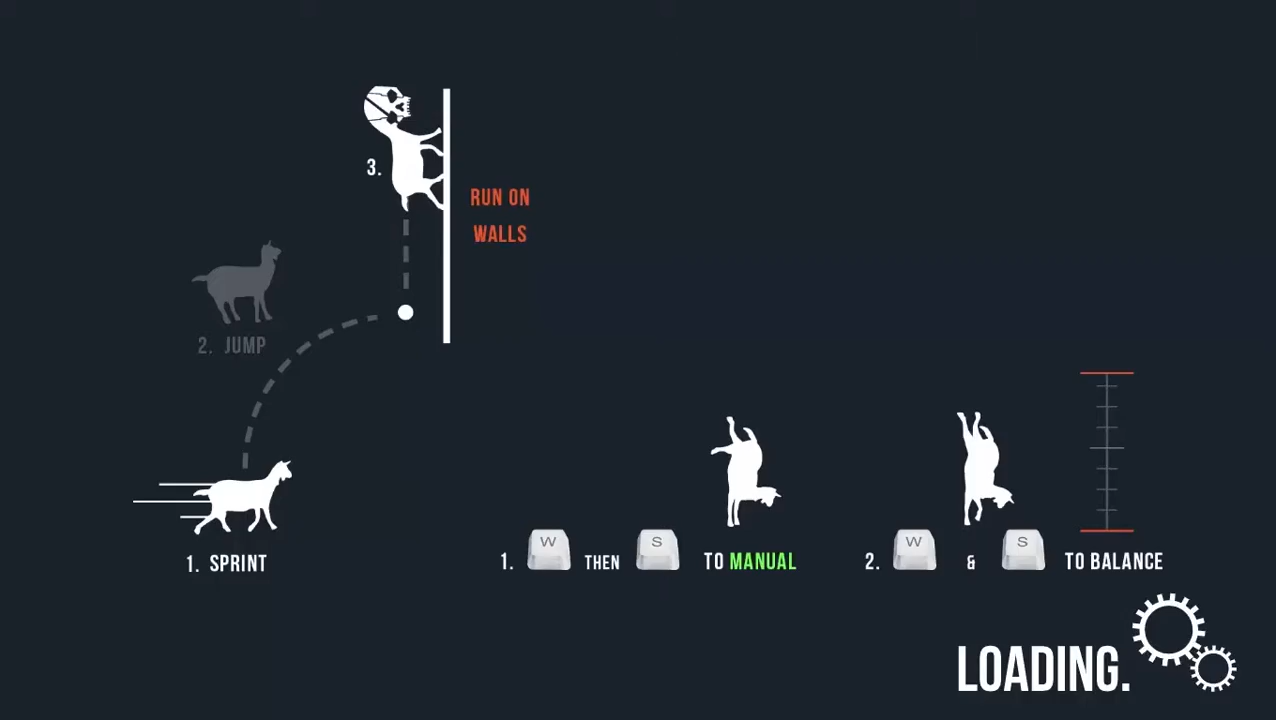 3.
RUN ON
WALLS
2. JUMP
1. SPRINT
1. W THEN S TO MANUAL
2. W & S TO BALANCE
LOADING.